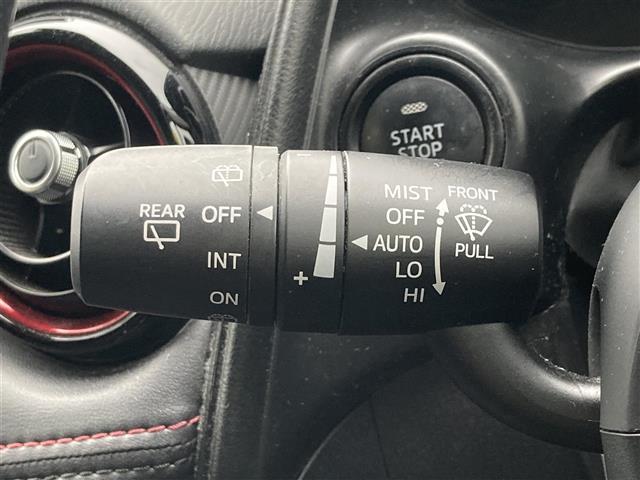 START
STOP
REAR
OFF
INT
ON
−
+
MIST
OFF
AUTO
LO
HI
FRONT
PULL